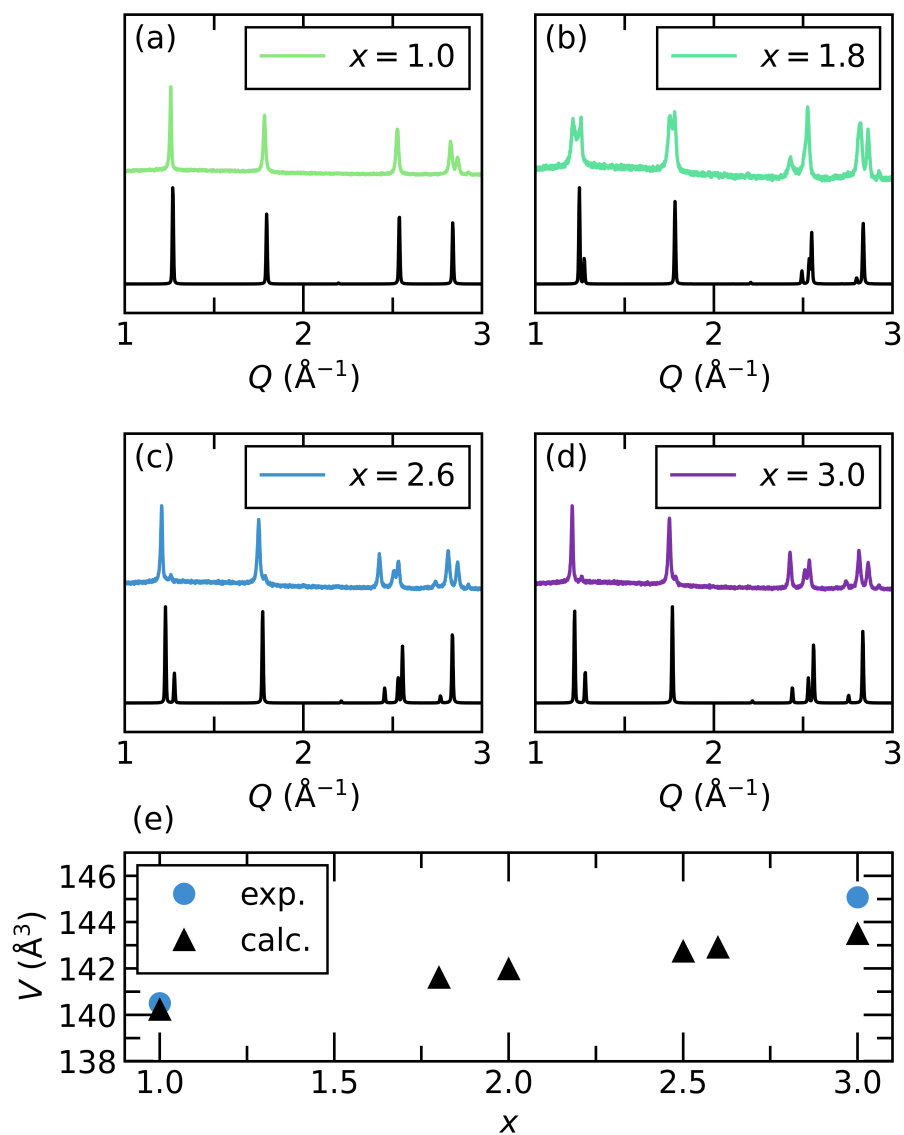 (a)
x = 1.0
1
2
3
Q (Å⁻¹)
(b)
x = 1.8
1
2
3
Q (Å⁻¹)
(c)
x = 2.6
1
2
3
Q (Å⁻¹)
(d)
x = 3.0
1
2
3
Q (Å⁻¹)
(e)
V (Å³)
146
144
142
140
138
exp.
calc.
1.0
1.5
2.0
2.5
3.0
x